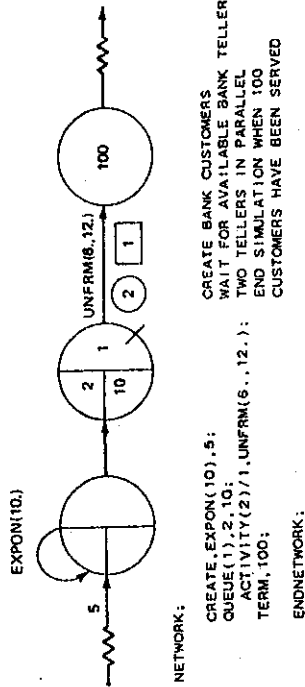 EXPON(10.)
5
2
10
1
UNFRM(6.,12.)
2
1
100
NETWORK;
CREATE,EXPON(10),5; CREATE BANK CUSTOMERS
QUEUE(1),2,10; WAIT FOR AVAILABLE BANK TELLER
ACTIVITY(2)/1,UNFRM(6.,12.); TWO TELLERS IN PARALLEL
TERM,100; END SIMULATION WHEN 100
CUSTOMERS HAVE BEEN SERVED
ENDNETWORK;